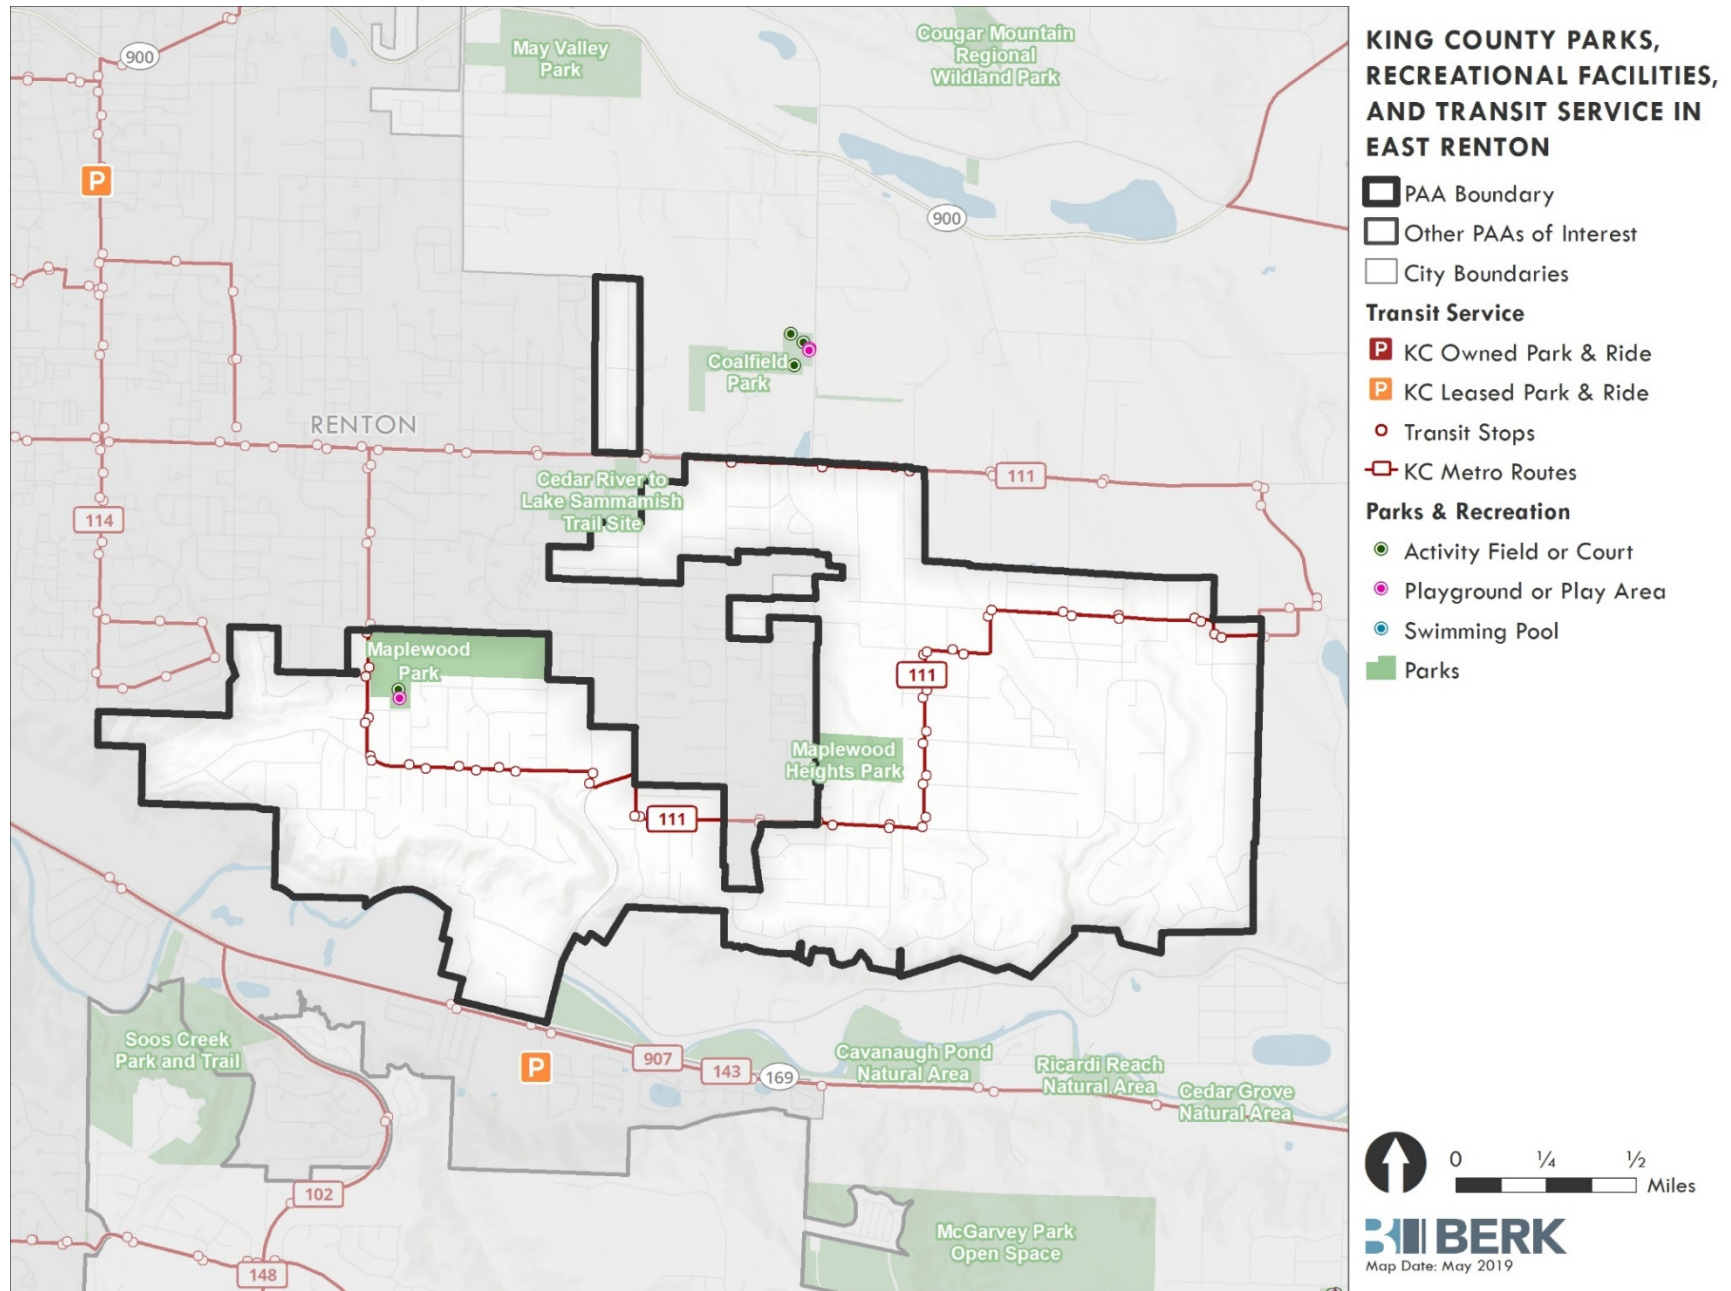 900
May Valley
Park
Cougar Mountain
Regional
Wildland Park
P
900
Coalfield
Park
RENTON
Cedar River to
Lake Sammamish
Trail Site
111
114
Maplewood
Park
111
Maplewood
Heights Park
111
Soos Creek
Park and Trail
P
907
143
169
Cavanaugh Pond
Natural Area
Ricardi Reach
Natural Area
Cedar Grove
Natural Area
102
148
McGarvey Park
Open Space
KING COUNTY PARKS,
RECREATIONAL FACILITIES,
AND TRANSIT SERVICE IN
EAST RENTON
PAA Boundary
Other PAAs of Interest
City Boundaries
Transit Service
P KC Owned Park & Ride
P KC Leased Park & Ride
Transit Stops
KC Metro Routes
Parks & Recreation
Activity Field or Court
Playground or Play Area
Swimming Pool
Parks
0 ¼ ½
Miles
BERK
Map Date: May 2019